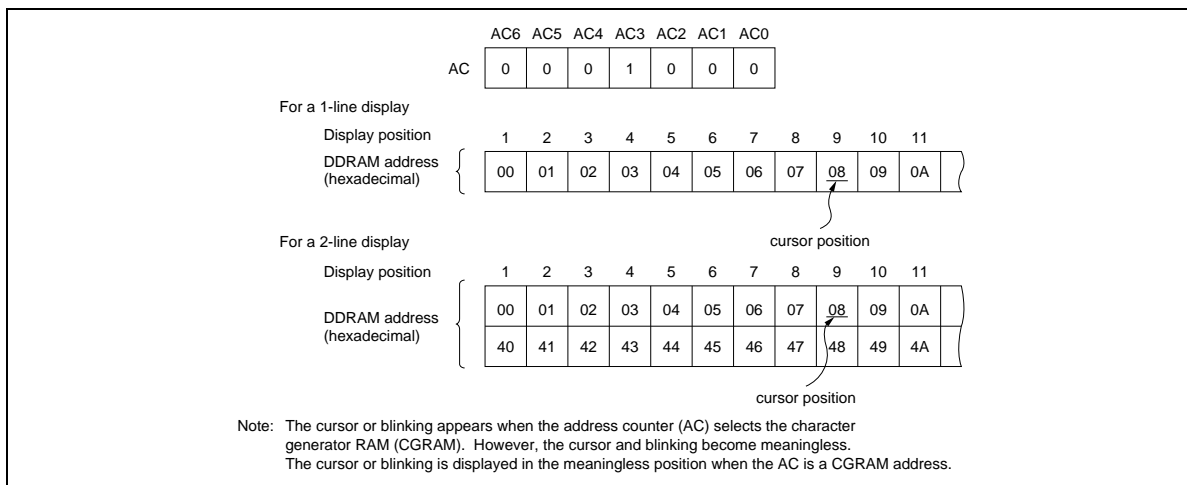 AC6 AC5 AC4 AC3 AC2 AC1 AC0
AC 0 0 0 1 0 0 0
For a 1-line display
Display position 1 2 3 4 5 6 7 8 9 10 11
DDRAM address
(hexadecimal)
00 01 02 03 04 05 06 07 08 09 0A
cursor position
For a 2-line display
Display position 1 2 3 4 5 6 7 8 9 10 11
DDRAM address
(hexadecimal)
00 01 02 03 04 05 06 07 08 09 0A
40 41 42 43 44 45 46 47 48 49 4A
cursor position
Note: The cursor or blinking appears when the address counter (AC) selects the character
generator RAM (CGRAM). However, the cursor and blinking become meaningless.
The cursor or blinking is displayed in the meaningless position when the AC is a CGRAM address.